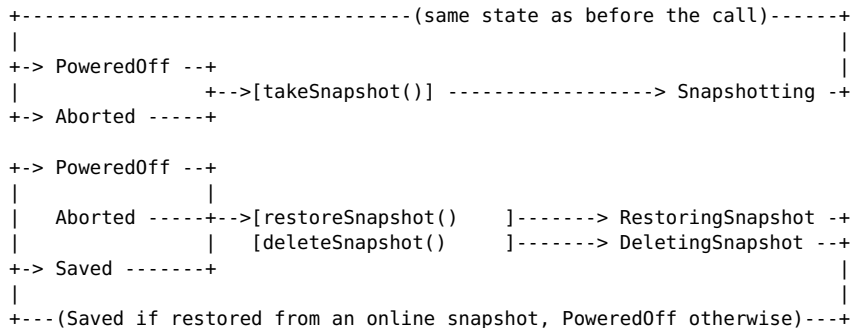 +---------------------------------(same state as before the call)------+
|                                                                      |
+-> PoweredOff --+                                                     |
|                +-->[takeSnapshot()] ------------------> Snapshotting -+
+-> Aborted -----+

+-> PoweredOff --+
|                |
|   Aborted -----+-->[restoreSnapshot()    ]-------> RestoringSnapshot -+
|                |   [deleteSnapshot()     ]-------> DeletingSnapshot --+
+-> Saved -------+                                                     |
|                                                                      |
+---(Saved if restored from an online snapshot, PoweredOff otherwise)---+